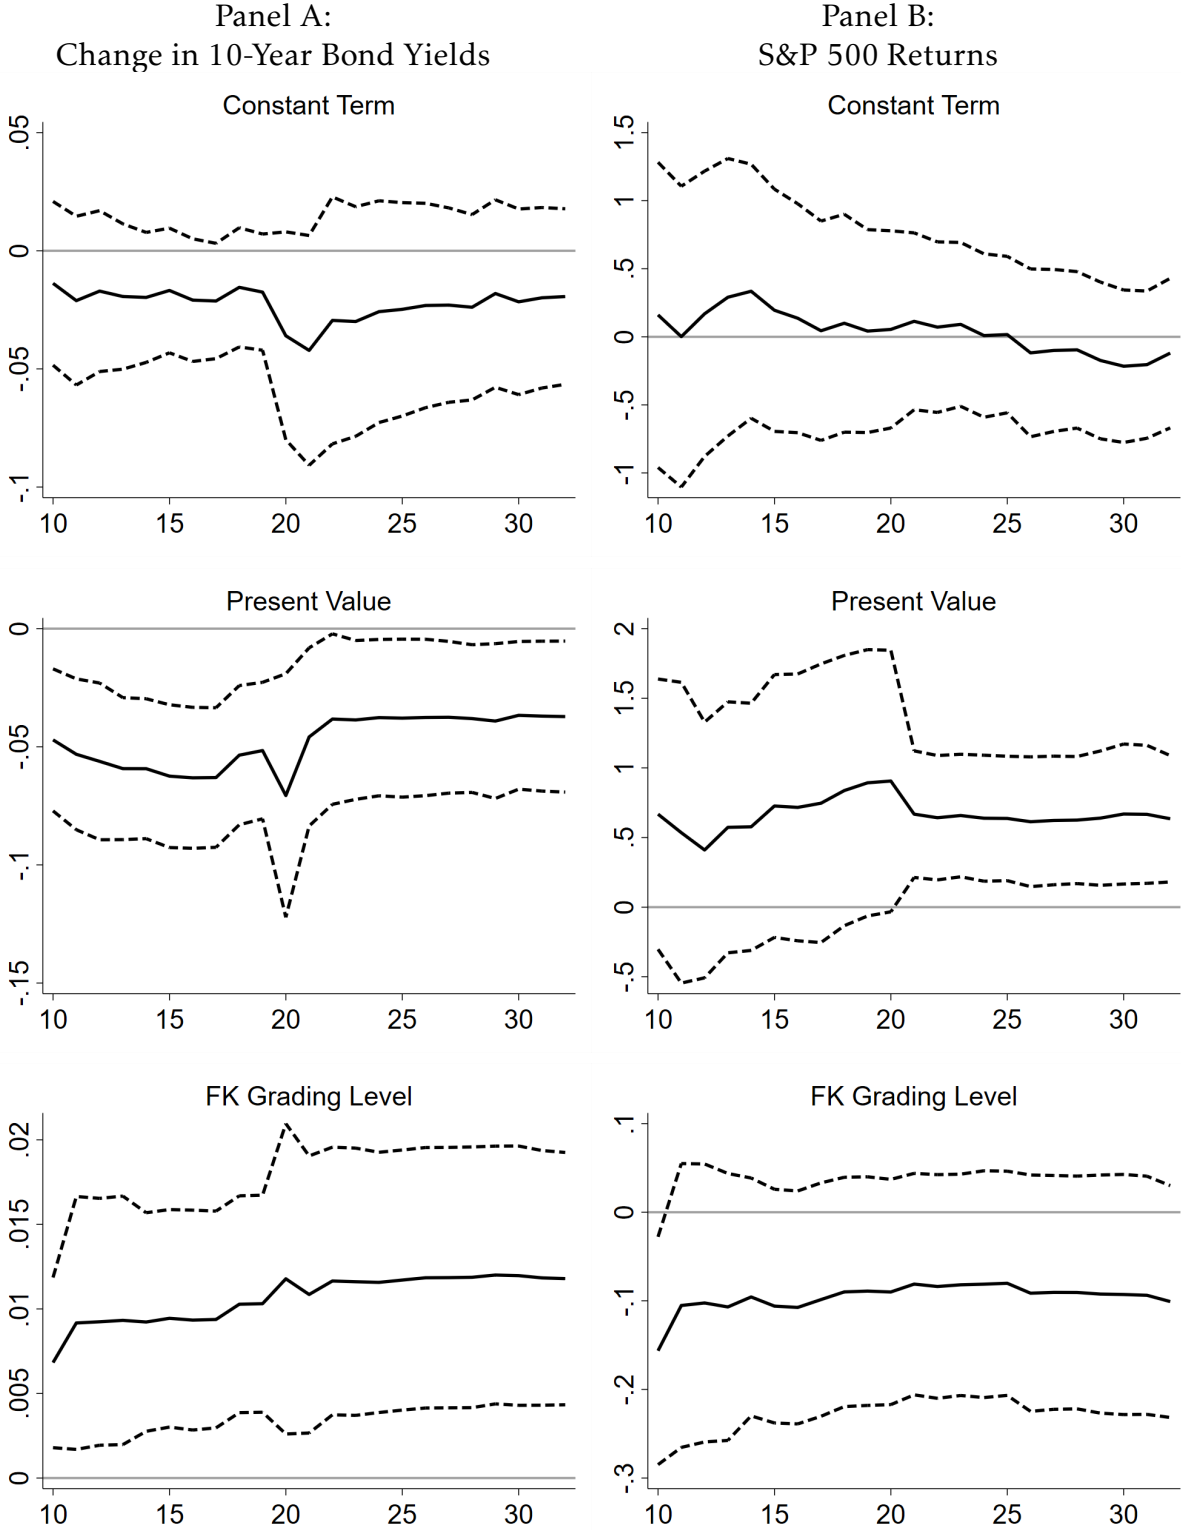 Panel A:
Change in 10-Year Bond Yields
Constant Term
.05
0
-.05
-.1
10 15 20 25 30
Present Value
0
-.05
-.1
-.15
10 15 20 25 30
FK Grading Level
.02
.015
.01
.005
0
10 15 20 25 30
Panel B:
S&P 500 Returns
Constant Term
1.5
1
.5
0
-.5
-1
10 15 20 25 30
Present Value
2
1.5
1
.5
0
-.5
10 15 20 25 30
FK Grading Level
.1
0
-.1
-.2
-.3
10 15 20 25 30